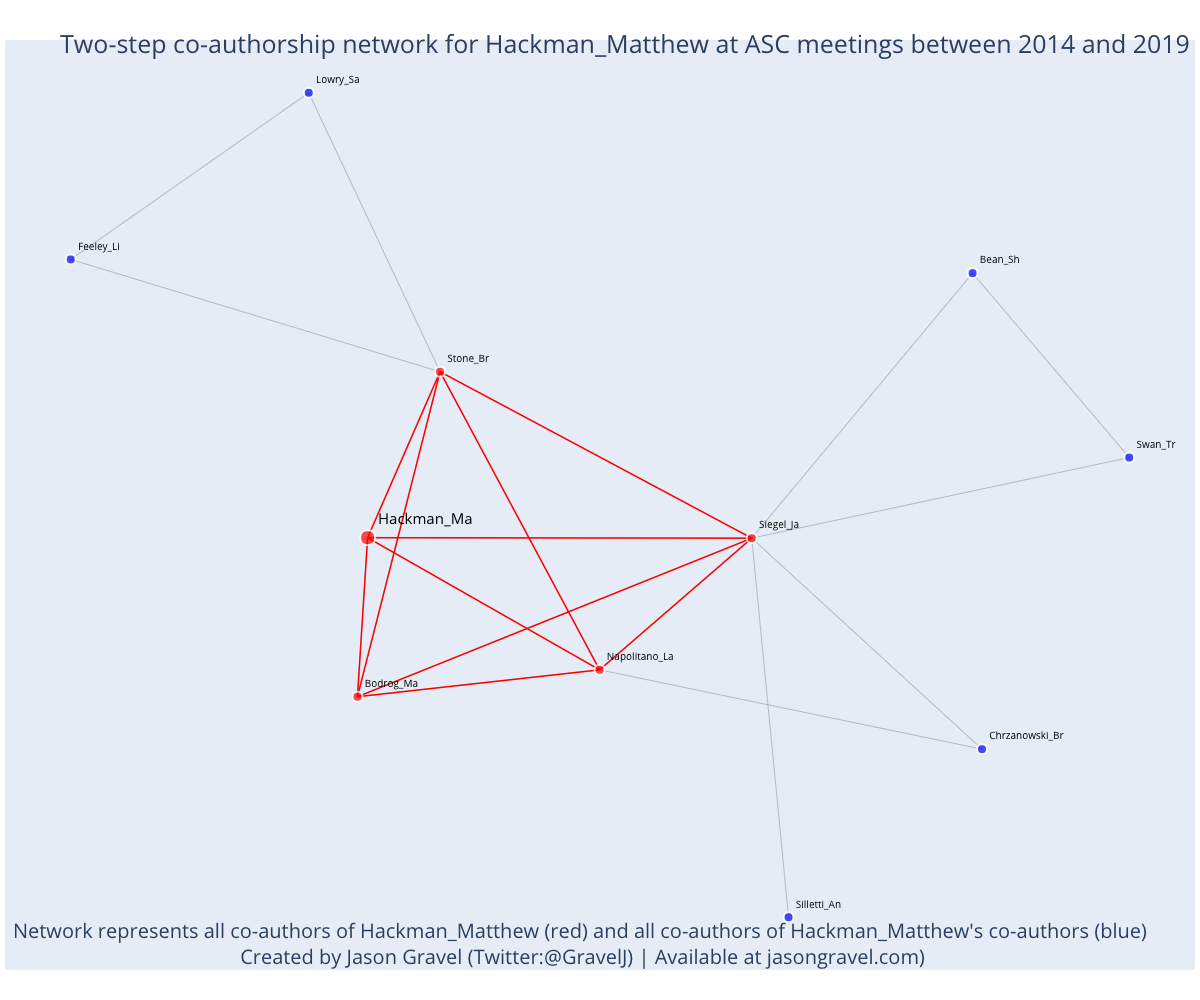 Two-step co-authorship network for Hackman_Matthew at ASC meetings between 2014 and 2019
Lowry_Sa
Feeley_Li
Bean_Sh
Stone_Br
Swan_Tr
Hackman_Ma
Siegel_Ja
Napolitano_La
Bodrog_Ma
Chrzanowski_Br
Silletti_An
Network represents all co-authors of Hackman_Matthew (red) and all co-authors of Hackman_Matthew's co-authors (blue)
Created by Jason Gravel (Twitter:@GravelJ) | Available at jasongravel.com)